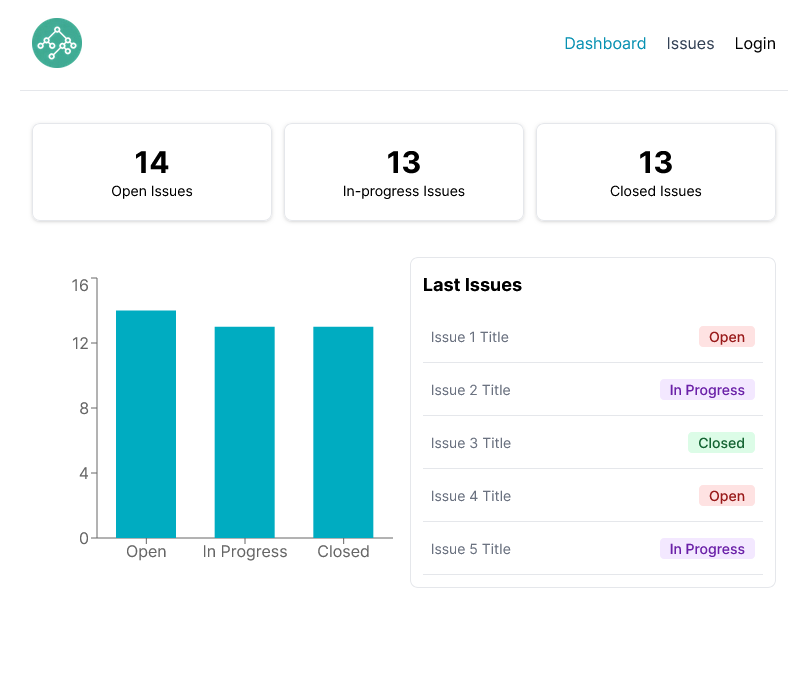 Dashboard Issues Login
14
Open Issues
13
In-progress Issues
13
Closed Issues
16
12
8
4
0
Open In Progress Closed
Last Issues
Issue 1 Title Open
Issue 2 Title In Progress
Issue 3 Title Closed
Issue 4 Title Open
Issue 5 Title In Progress